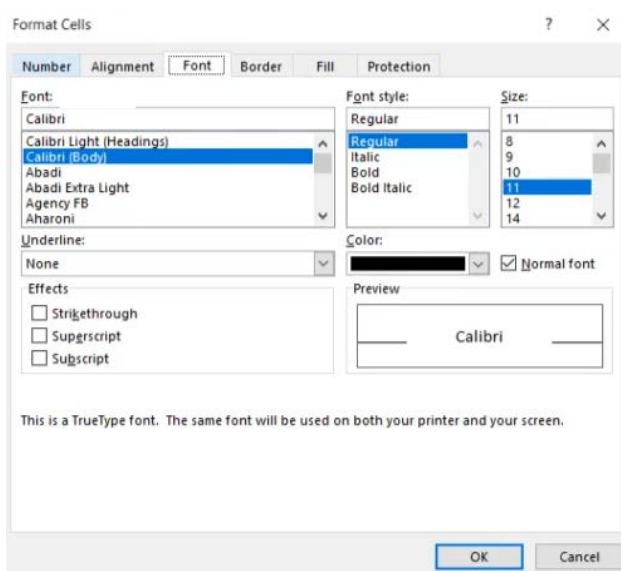 Format Cells ? ×
Number Alignment Font Border Fill Protection
Font: Font style: Size:
Calibri Regular 11
Calibri Light (Headings) Regular 8
Calibri (Body) Italic 9
Abadi Bold 10
Abadi Extra Light Bold Italic 11
Agency FB 12
Aharoni 14
Underline: Color:
None Normal font
Effects Preview
Strikethrough
Superscript Calibri
Subscript
This is a TrueType font. The same font will be used on both your printer and your screen.
OK Cancel